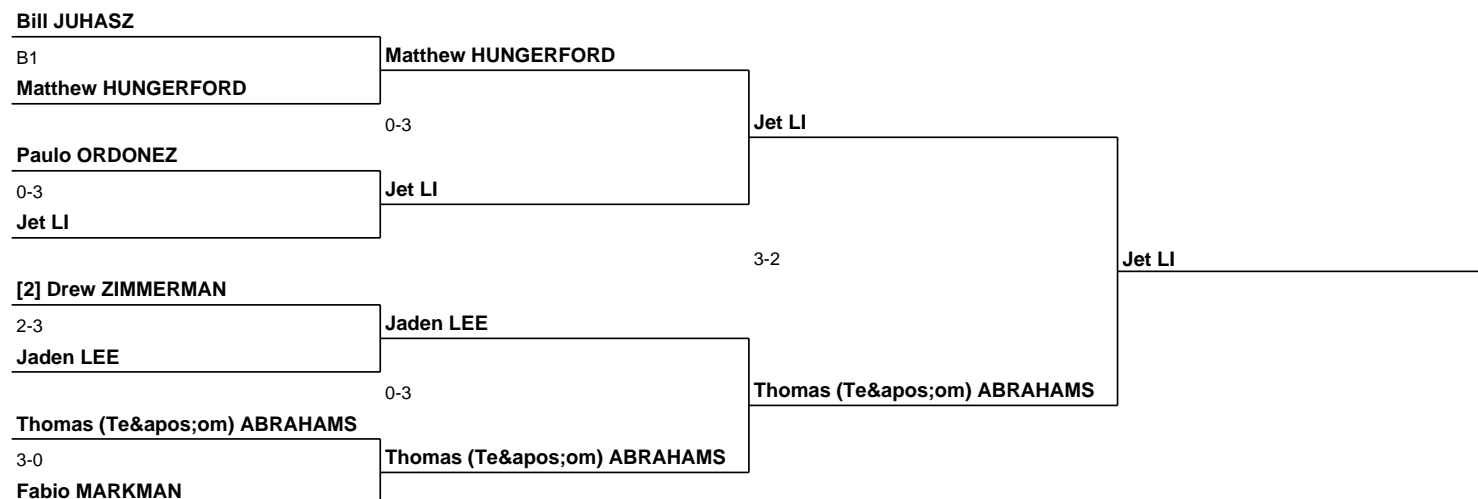 Bill JUHASZ
B1
Matthew HUNGERFORD
Matthew HUNGERFORD
0-3
Jet LI
Paulo ORDONEZ
0-3
Jet LI
Jet LI
3-2
Jet LI
[2] Drew ZIMMERMAN
2-3
Jaden LEE
Jaden LEE
0-3
Thomas (Te&apos;om) ABRAHAMS
Thomas (Te&apos;om) ABRAHAMS
3-0
Thomas (Te&apos;om) ABRAHAMS
Fabio MARKMAN